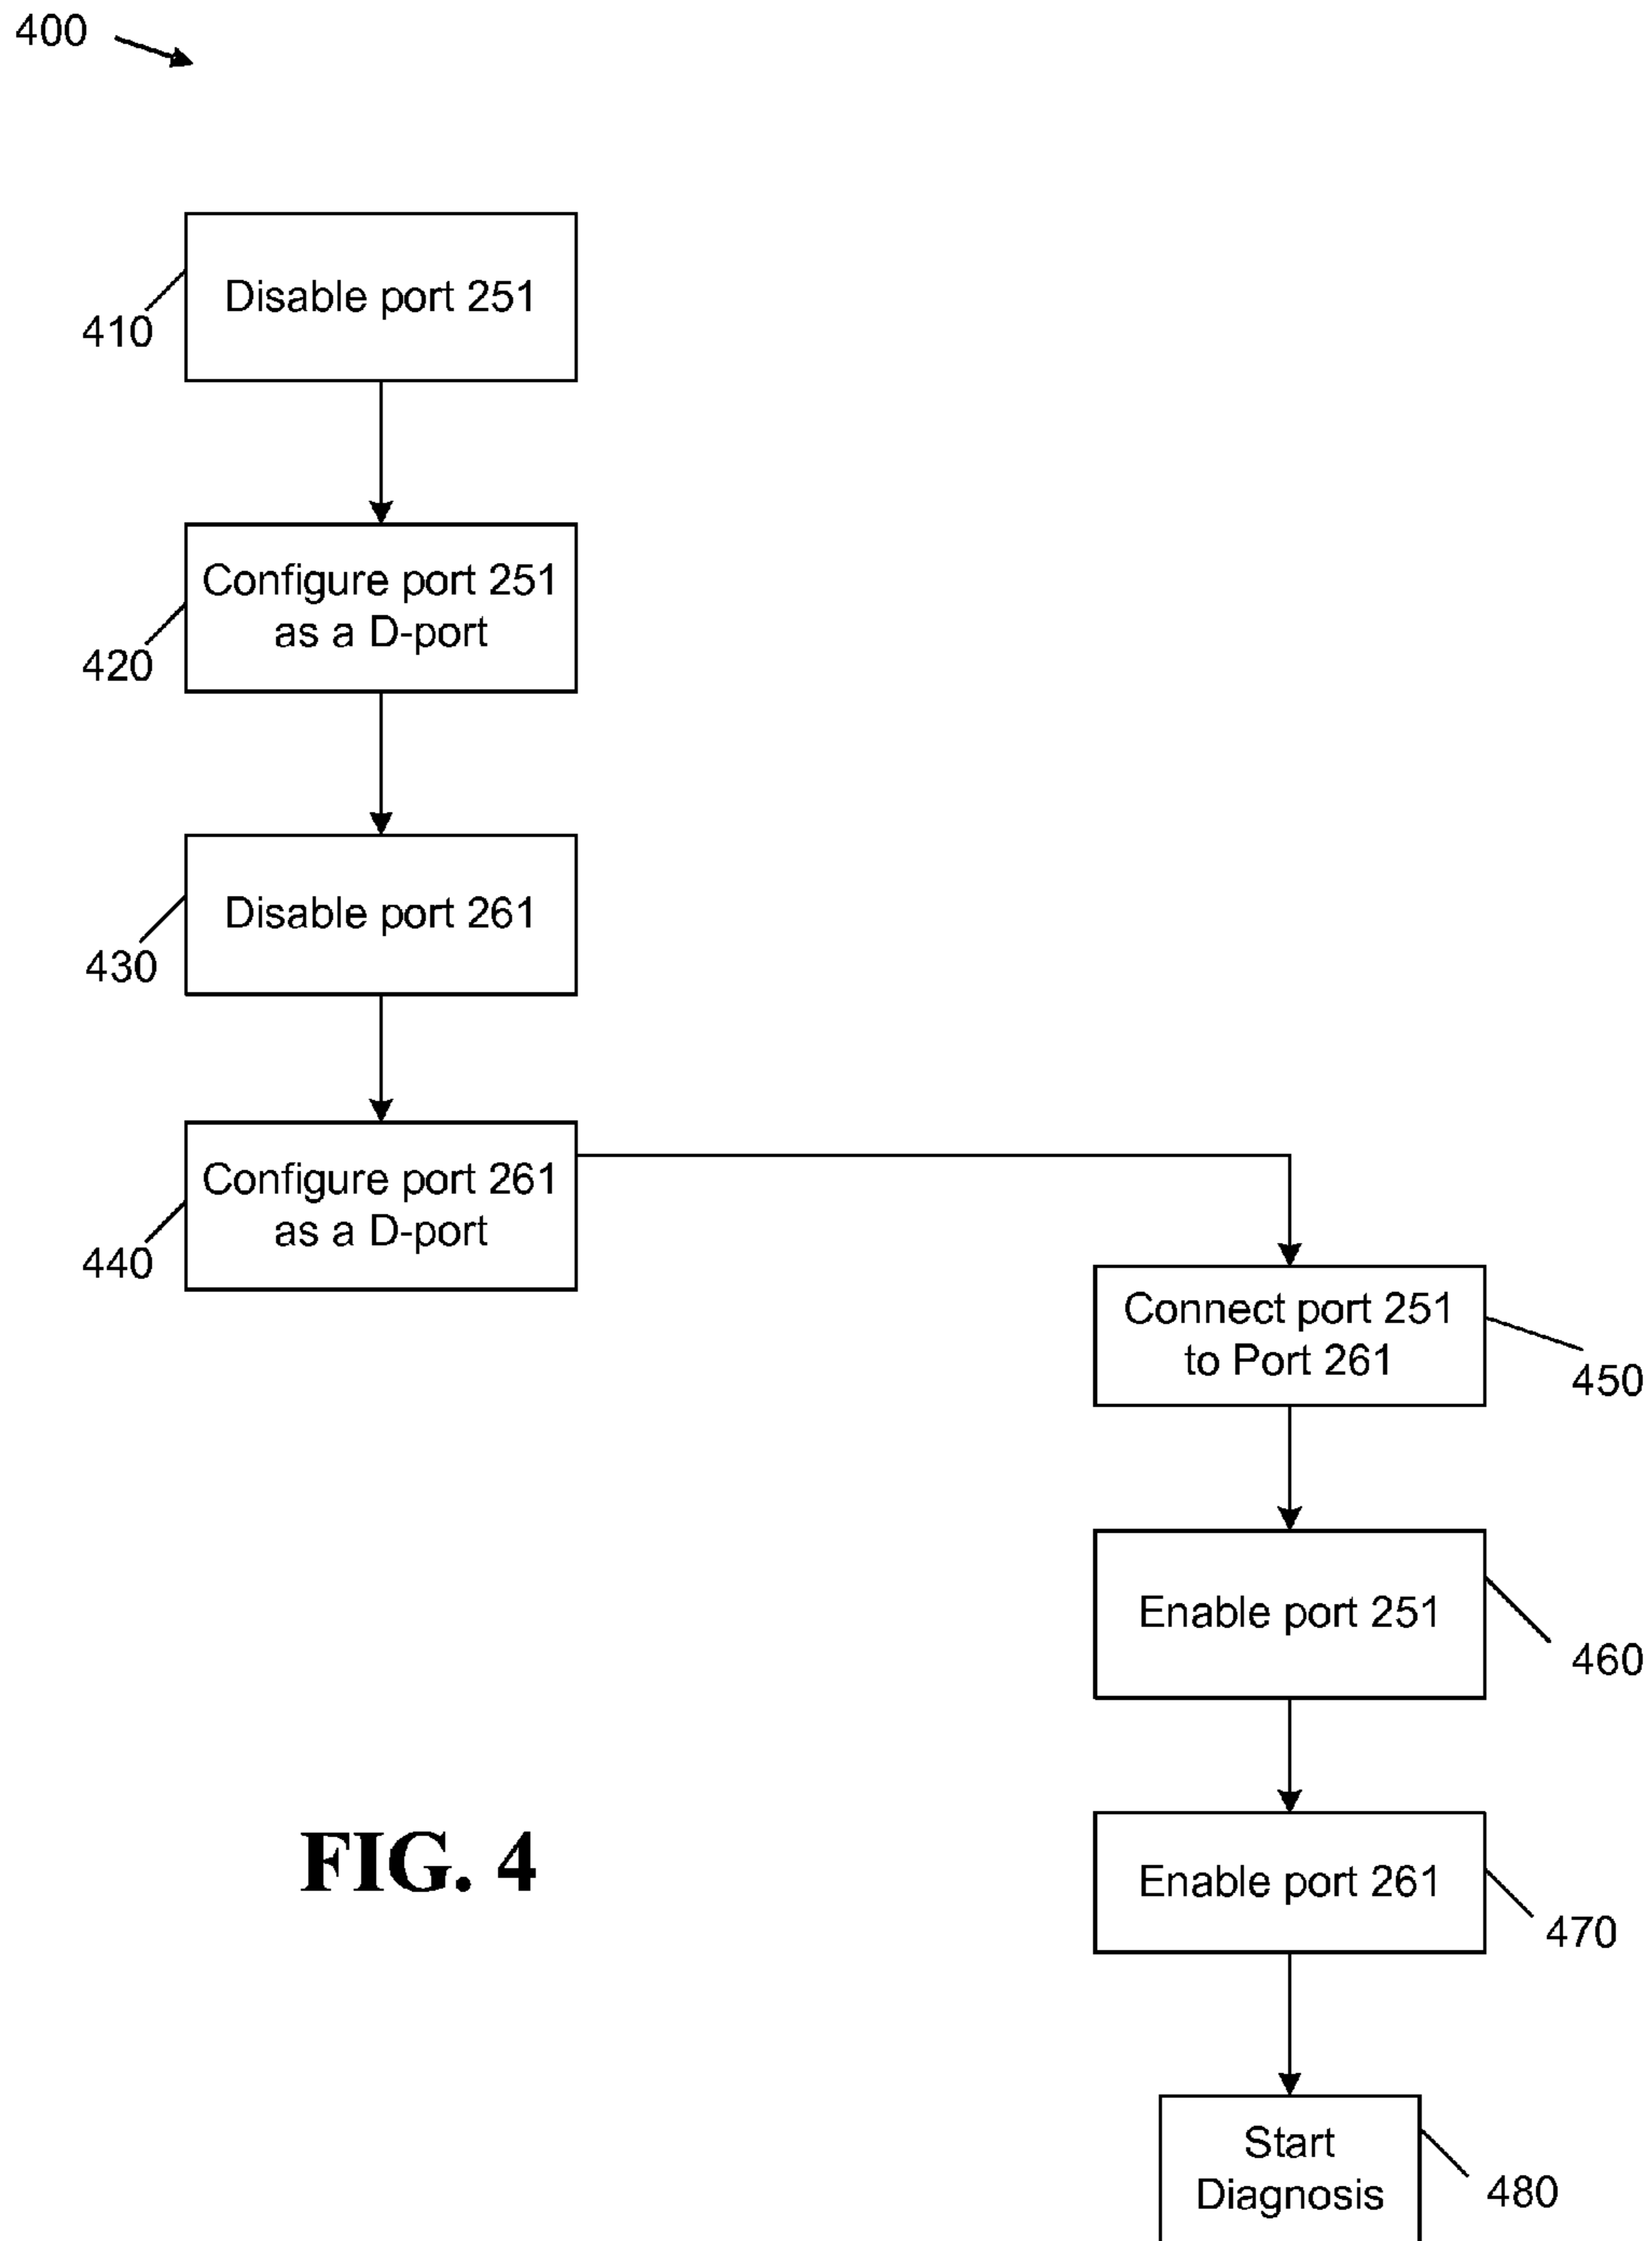 400
Disable port 251
410
Configure port 251
as a D-port
420
Disable port 261
430
Configure port 261
as a D-port
440
Connect port 251
to Port 261
450
Enable port 251
460
Enable port 261
470
Start
Diagnosis
480
FIG. 4